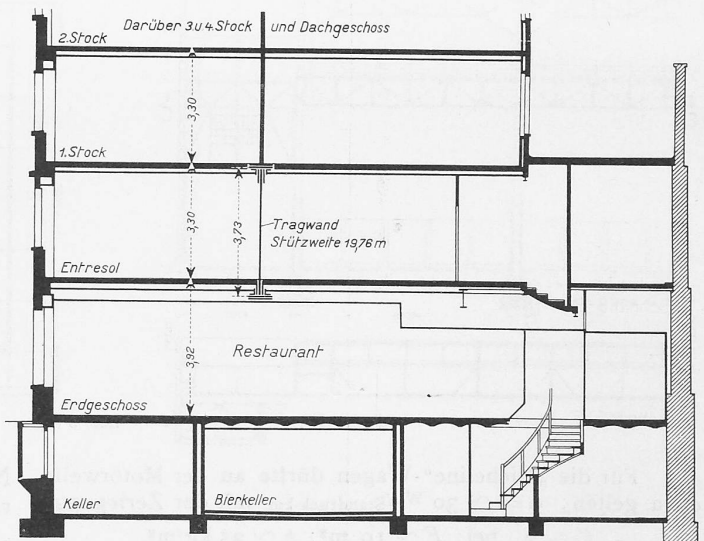 Darüber 3.u.4.Stock und Dachgeschoss
2.Stock
3,30
1.Stock
3,30
3,73
Tragwand
Stützweite 19,76m
Entresol
3,92
Restaurant
Erdgeschoss
Keller
Bierkeller